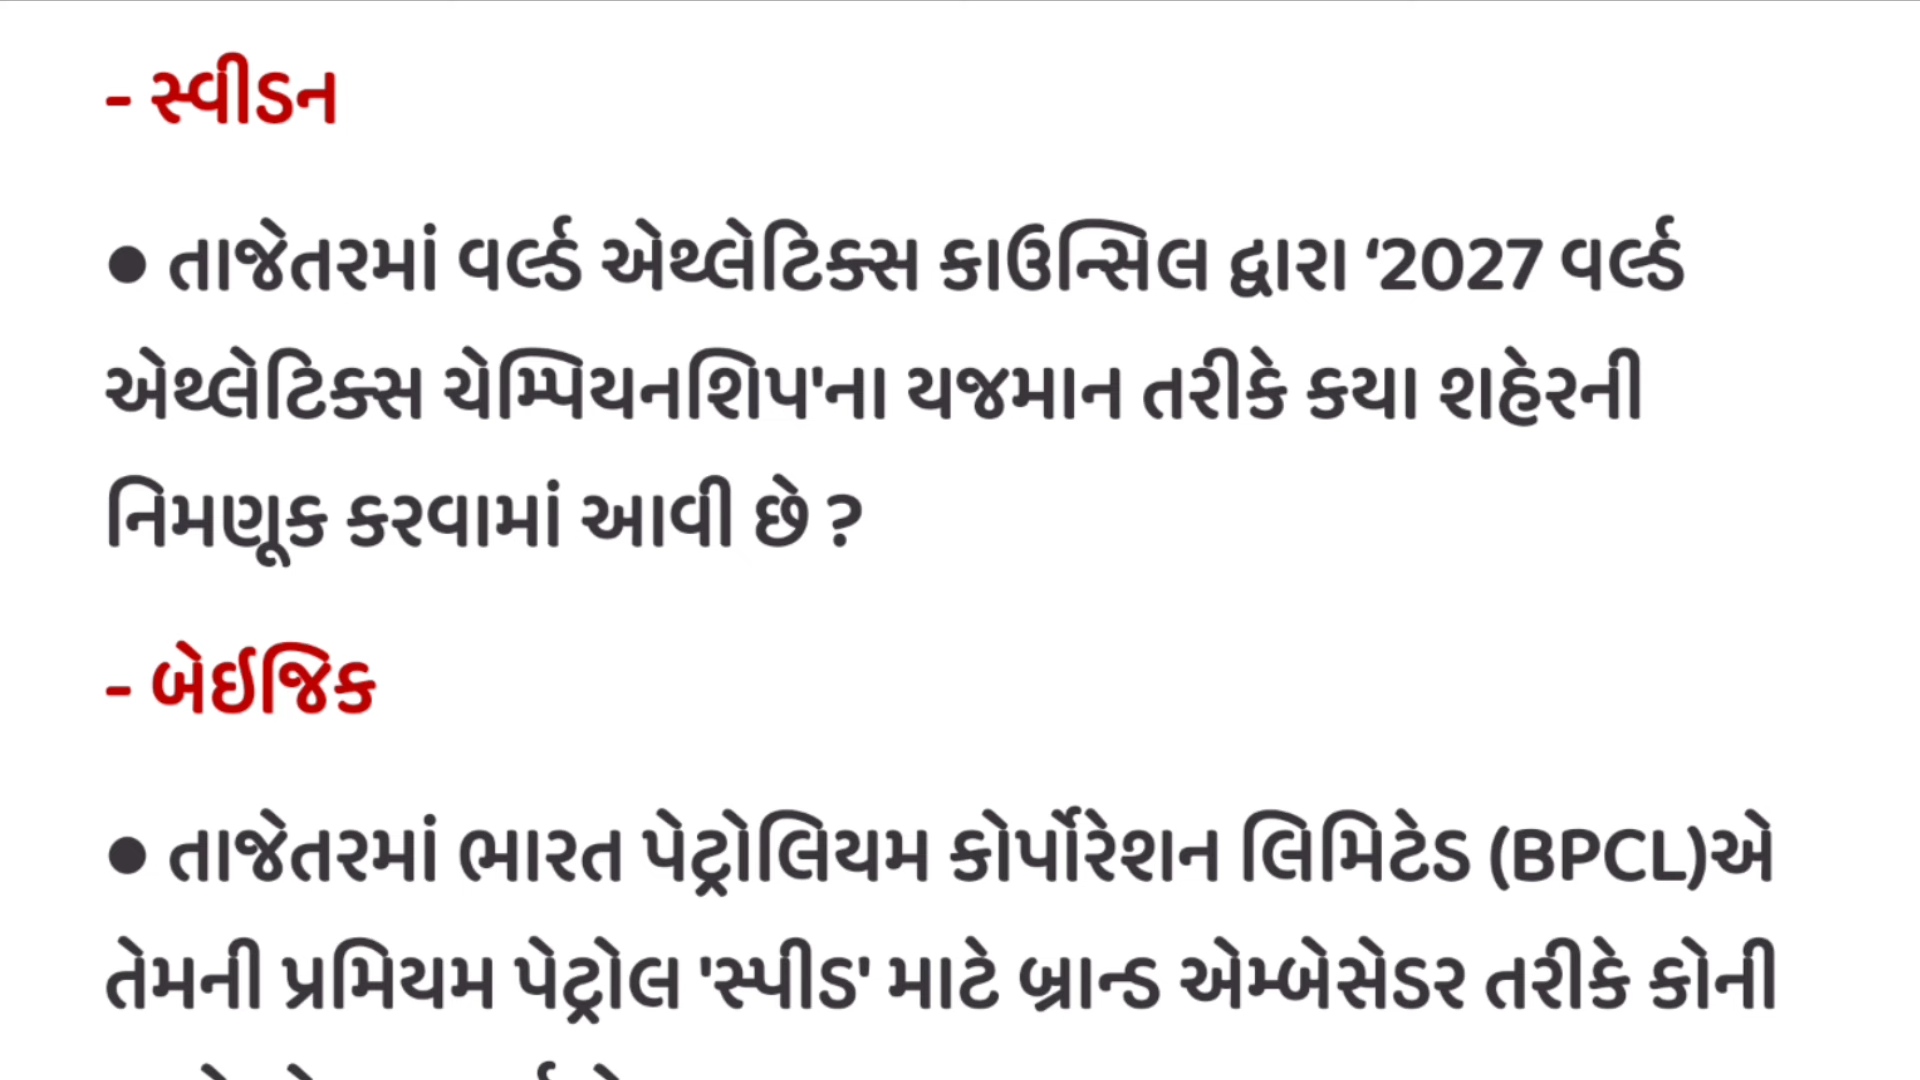 - સ્વીડન
● તાજેતરમાં વર્લ્ડ એથ્લેટિક્સ કાઉન્સિલ દ્વારા ‘2027 વર્લ્ડ
એથ્લેટિક્સ ચેમ્પિયનશિપ'ના યજમાન તરીકે કયા શહેરની
નિમણૂક કરવામાં આવી છે ?
- બેઇજિક
● તાજેતરમાં ભારત પેટ્રોલિયમ કોર્પોરેશન લિમિટેડ (BPCL)એ
તેમની પ્રમિયમ પેટ્રોલ 'સ્પીડ' માટે બ્રાન્ડ એમ્બેસેડર તરીકે કોની